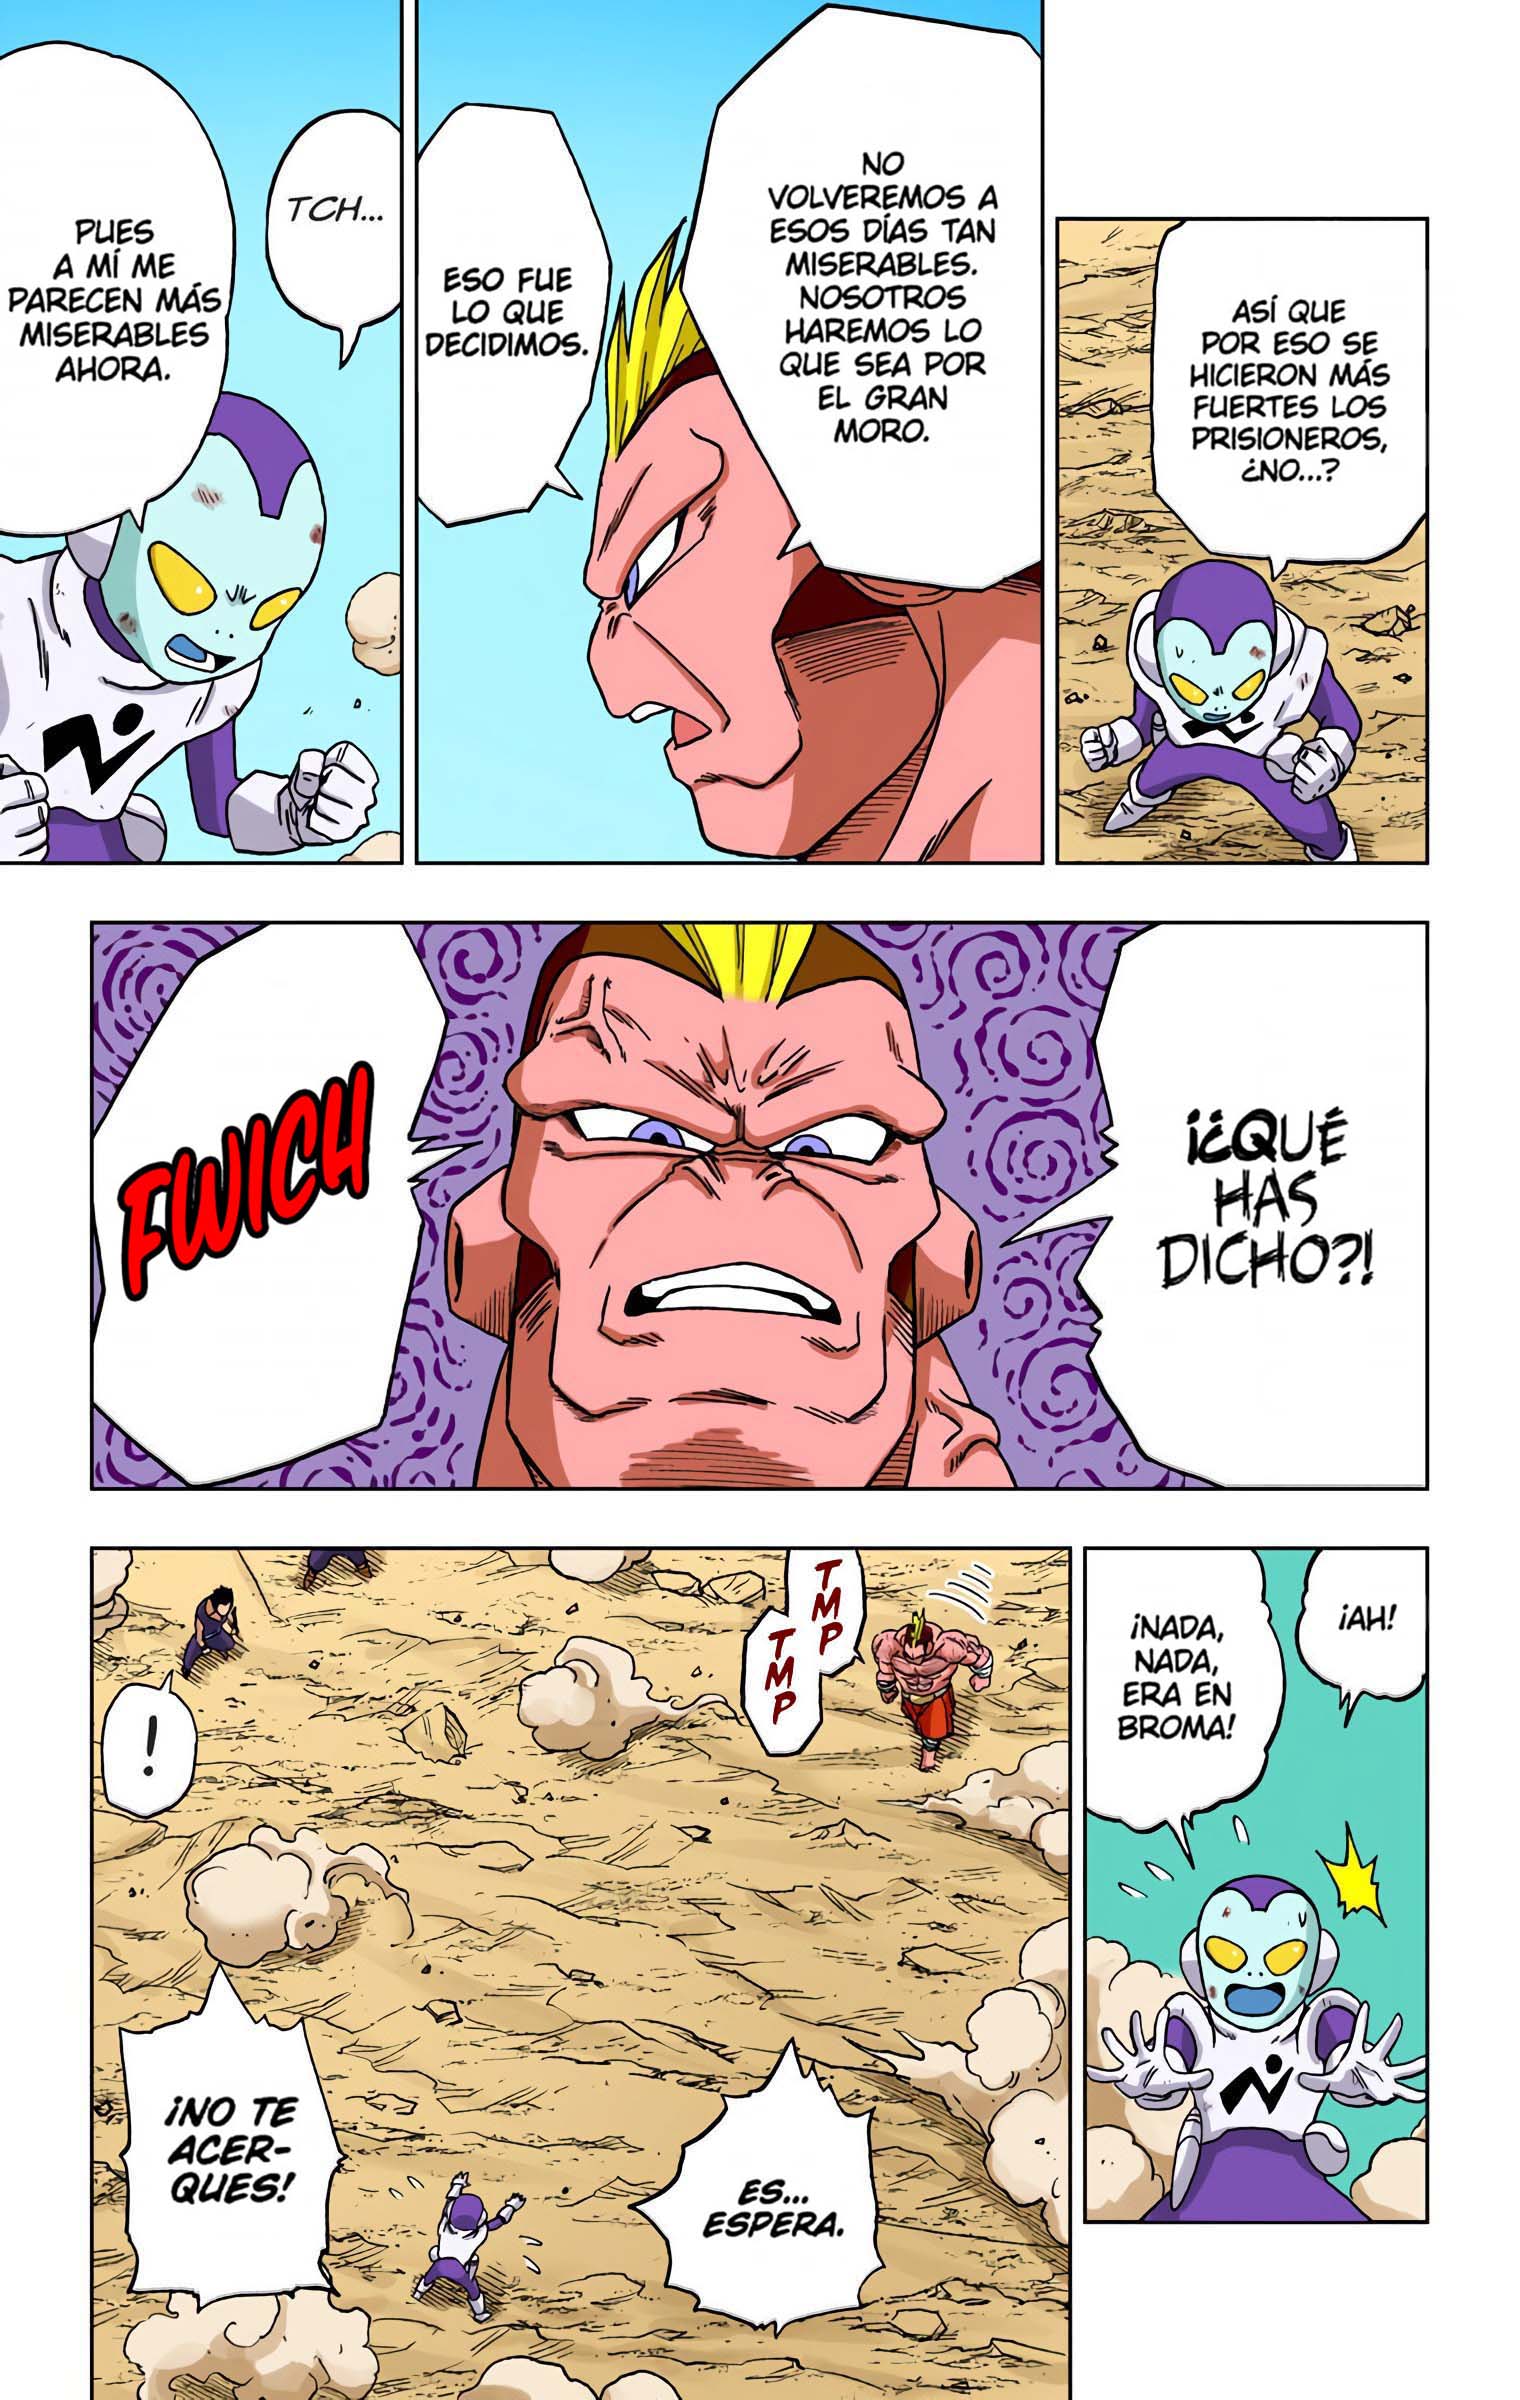 ASÍ QUE
POR ESO SE
HICIERON MÁS
FUERTES LOS
PRISIONEROS,
¿NO...?
NO
VOLVEREMOS A
ESOS DÍAS TAN
MISERABLES.
NOSOTROS
HAREMOS LO
QUE SEA POR
EL GRAN
MORO.
ESO FUE
LO QUE
DECIDIMOS.
TCH...
PUES
A MÍ ME
PARECEN MÁS
MISERABLES
AHORA.
¡¿QUÉ
HAS
DICHO?!
FWICH
¡AH!
¡NADA,
NADA,
ERA EN
BROMA!
TMP
TMP
!
ES...
ESPERA.
¡NO TE
ACER-
QUES!